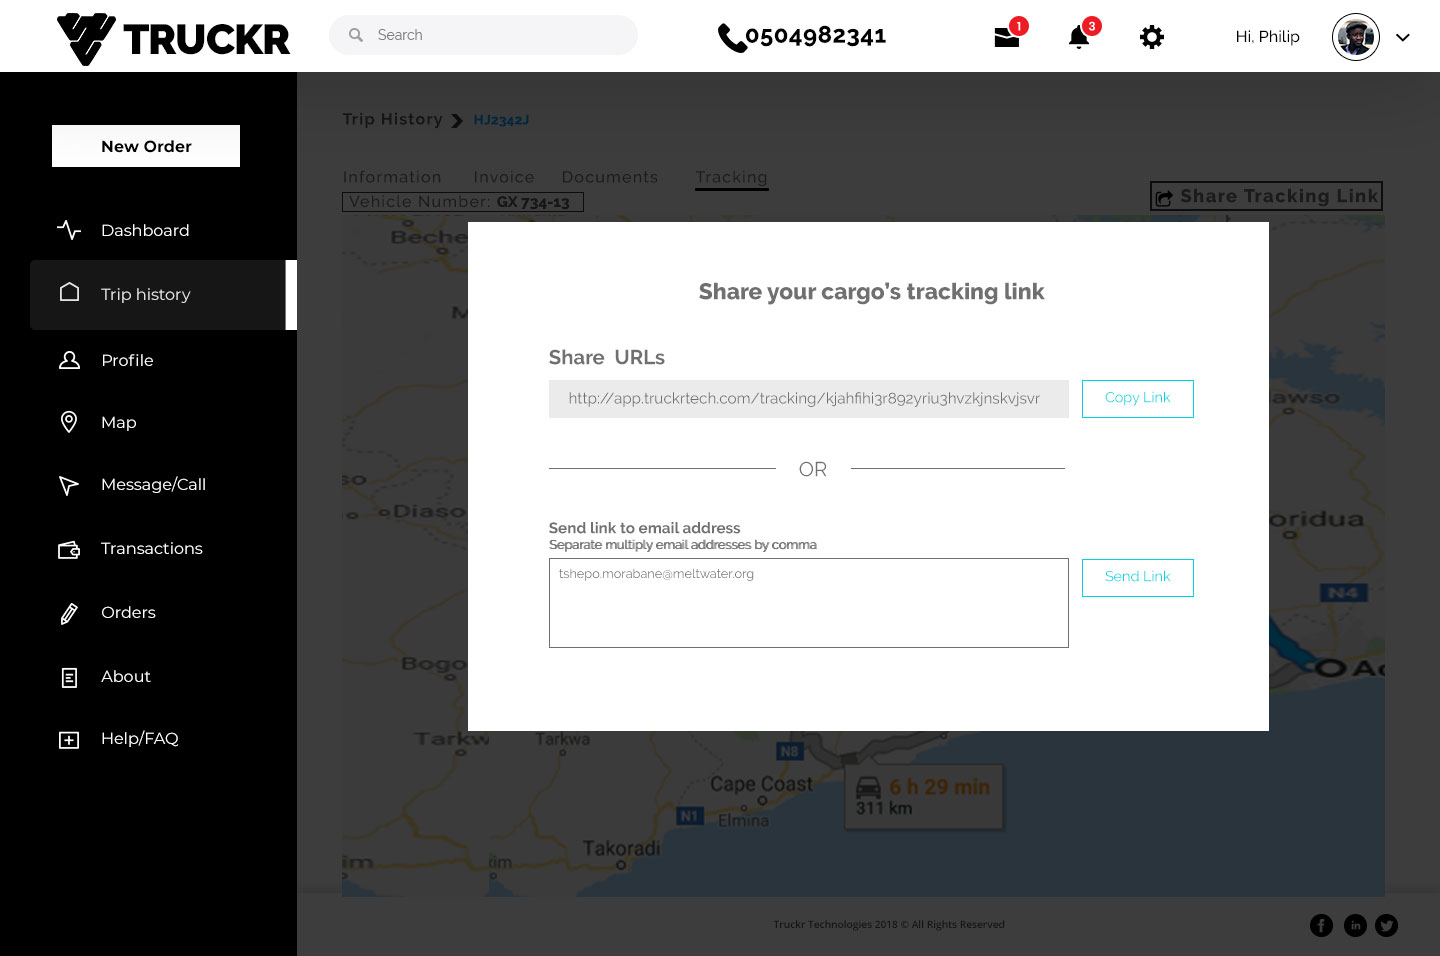 TRUCKR
Search
0504982341
1
3
Hi, Philip
New Order
Dashboard
Trip history
Profile
Map
Message/Call
Transactions
Orders
About
Help/FAQ
Trip History
HJ2342J
Information
Invoice
Documents
Tracking
Vehicle Number: GX 734-13
Share Tracking Link
Share your cargo’s tracking link
Share URLs
http://app.truckrtech.com/tracking/kjahfihi3r892yriu3hvzkjnskvjsvr
Copy Link
OR
Send link to email address
Separate multiply email addresses by comma
tshepo.morabane@meltwater.org
Send Link
Beche
M
awso
so
Diaso
oridua
N4
Bogo
Ac
Tarkw
Tarkwa
N8
Cape Coast
6 h 29 min
311 km
N1
Elmina
Takoradi
im
im
Truckr Technologies 2018 © All Rights Reserved